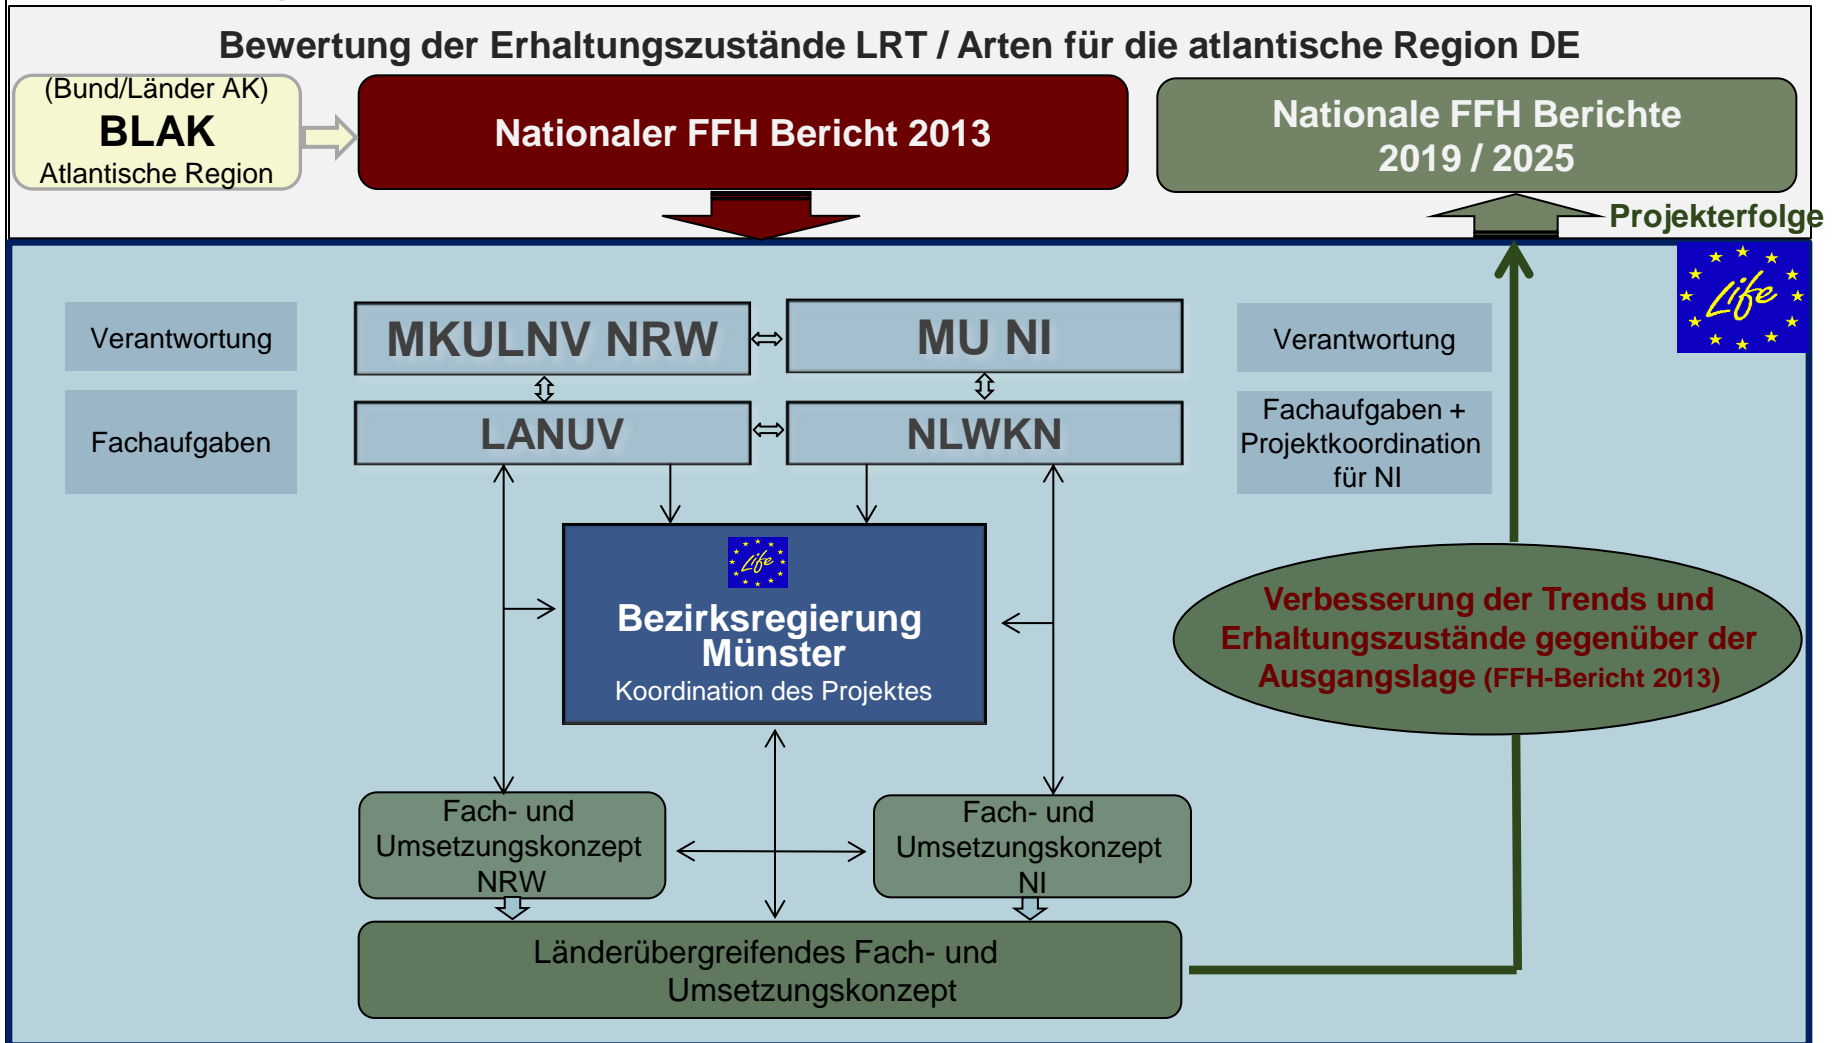 Bewertung der Erhaltungszustände LRT / Arten für die atlantische Region DE
(Bund/Länder AK)
BLAK
Atlantische Region
Nationaler FFH Bericht 2013
Nationale FFH Berichte
2019 / 2025
Projekterfolge
Life
Verantwortung
MKULNV NRW
MU NI
Verantwortung
Fachaufgaben
LANUV
NLWKN
Fachaufgaben +
Projektkoordination
für NI
Life
Bezirksregierung
Münster
Koordination des Projektes
Verbesserung der Trends und
Erhaltungszustände gegenüber der
Ausgangslage (FFH-Bericht 2013)
Fach- und
Umsetzungskonzept
NRW
Fach- und
Umsetzungskonzept
NI
Länderübergreifendes Fach- und
Umsetzungskonzept